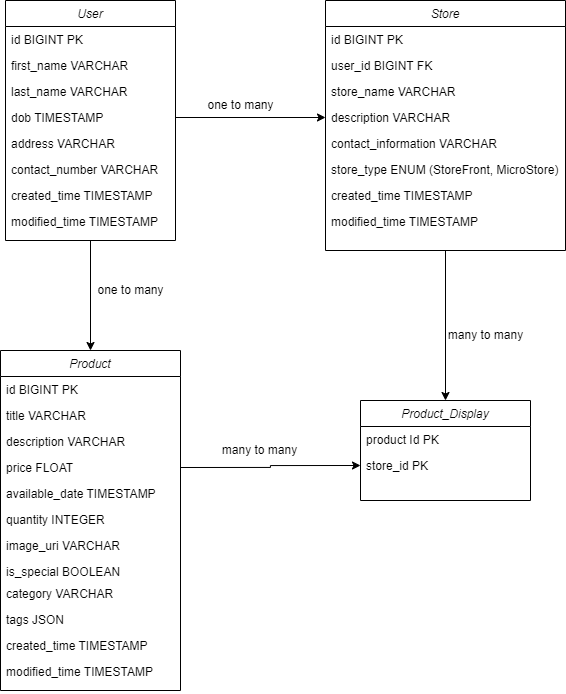 User
id BIGINT PK
first_name VARCHAR
last_name VARCHAR
dob TIMESTAMP
address VARCHAR
contact_number VARCHAR
created_time TIMESTAMP
modified_time TIMESTAMP
one to many
Store
id BIGINT PK
user_id BIGINT FK
store_name VARCHAR
description VARCHAR
contact_information VARCHAR
store_type ENUM (StoreFront, MicroStore)
created_time TIMESTAMP
modified_time TIMESTAMP
one to many
many to many
Product
id BIGINT PK
title VARCHAR
description VARCHAR
price FLOAT
available_date TIMESTAMP
quantity INTEGER
image_uri VARCHAR
is_special BOOLEAN
category VARCHAR
tags JSON
created_time TIMESTAMP
modified_time TIMESTAMP
many to many
Product_Display
product Id PK
store_id PK